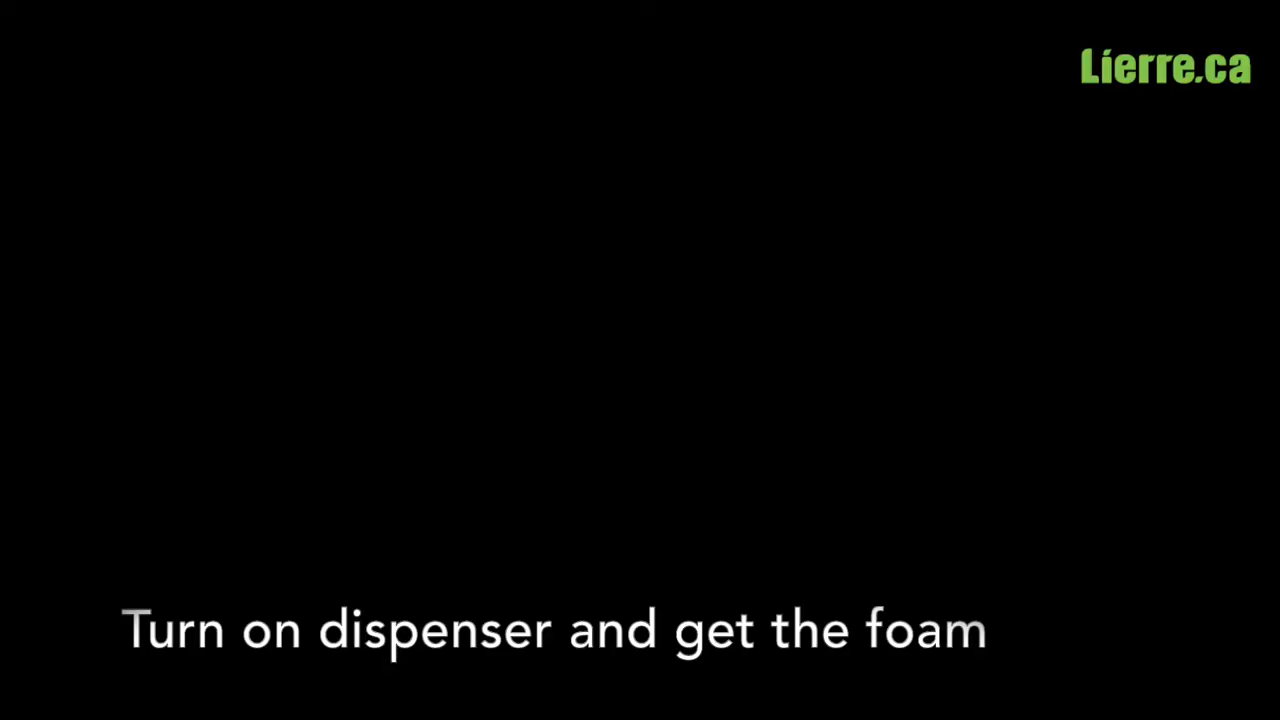 Lierre.ca
Turn on dispenser and get the foam